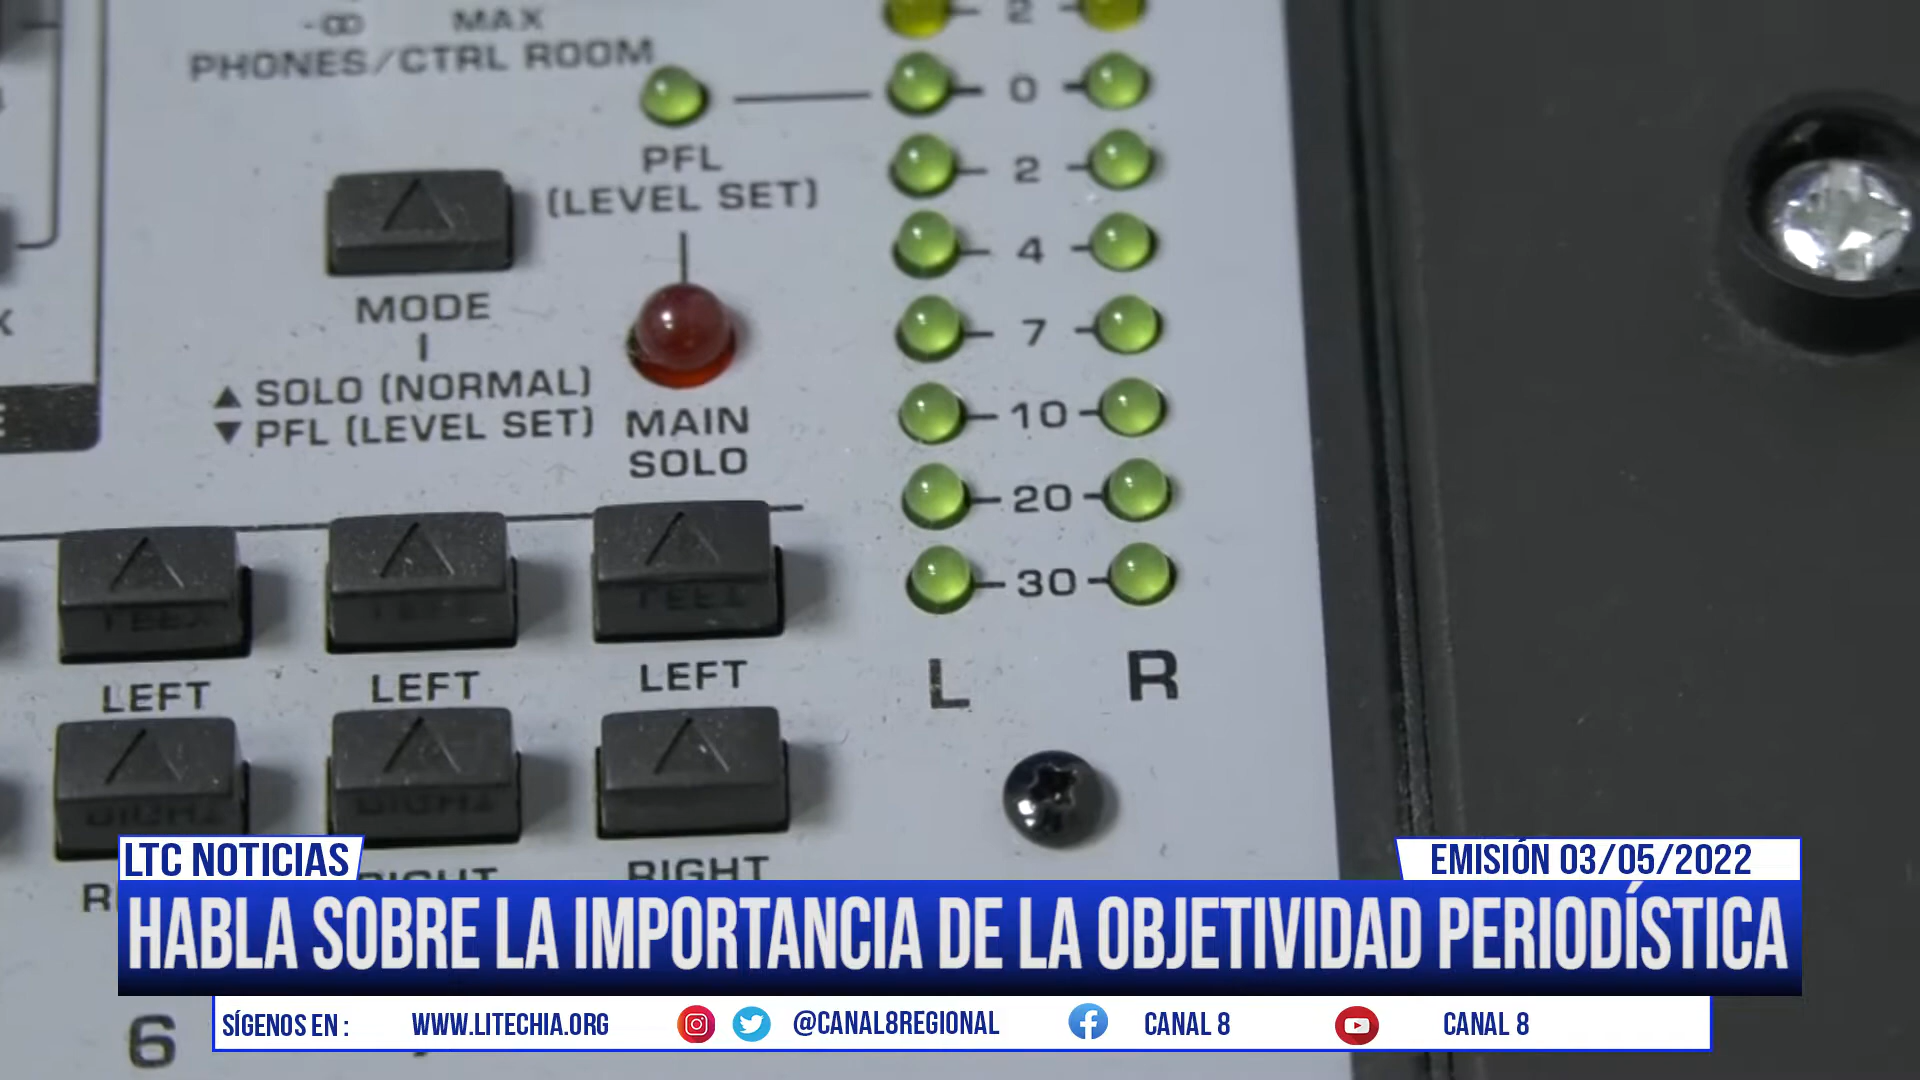 -∞ MAX
PHONES/CTRL ROOM
2
0
PFL
(LEVEL SET)
2
4
MODE
7
▲ SOLO (NORMAL)
▼ PFL (LEVEL SET)
MAIN
SOLO
10
20
30
LEFT LEFT LEFT
L R
RIGHT RIGHT
LTC NOTICIAS
EMISIÓN 03/05/2022
HABLA SOBRE LA IMPORTANCIA DE LA OBJETIVIDAD PERIODÍSTICA
SÍGENOS EN : WWW.LITECHIA.ORG @CANAL8REGIONAL CANAL 8 CANAL 8
6